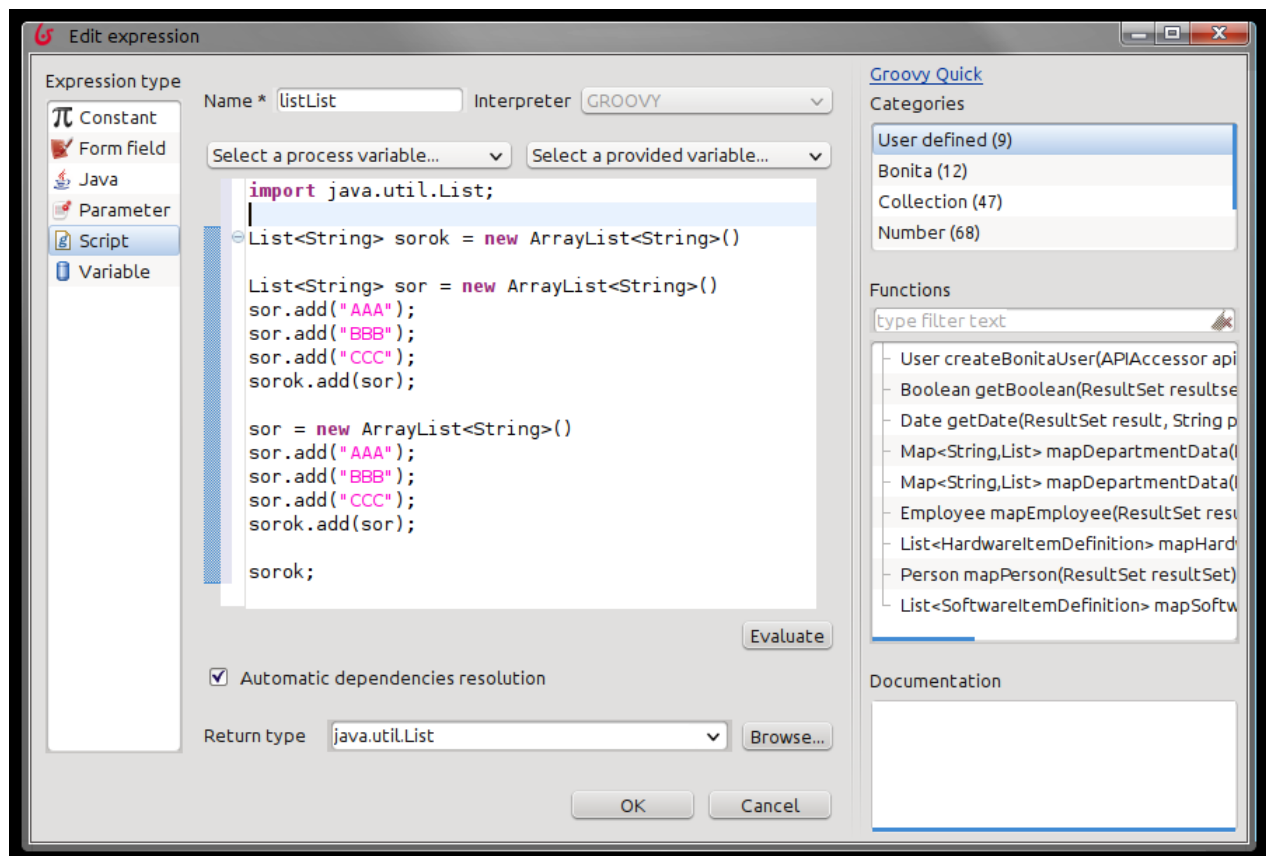 Edit expression
Expression type
Constant
Form field
Java
Parameter
Script
Variable
Name * listList Interpreter GROOVY
Select a process variable... Select a provided variable...
import java.util.List;
List<String> sorok = new ArrayList<String>()
List<String> sor = new ArrayList<String>()
sor.add("AAA");
sor.add("BBB");
sor.add("CCC");
sorok.add(sor);
sor = new ArrayList<String>()
sor.add("AAA");
sor.add("BBB");
sor.add("CCC");
sorok.add(sor);
sorok;
Evaluate
Automatic dependencies resolution
Return type java.util.List Browse...
OK Cancel
Groovy Quick
Categories
User defined (9)
Bonita (12)
Collection (47)
Number (68)
Functions
type filter text
User createBonitaUser(APIAccessor api
Boolean getBoolean(ResultSet resultse
Date getDate(ResultSet result, String p
Map<String,List> mapDepartmentData(
Map<String,List> mapDepartmentData(
Employee mapEmployee(ResultSet resu
List<HardwareItemDefinition> mapHard
Person mapPerson(ResultSet resultSet)
List<SoftwareItemDefinition> mapSoftw
Documentation